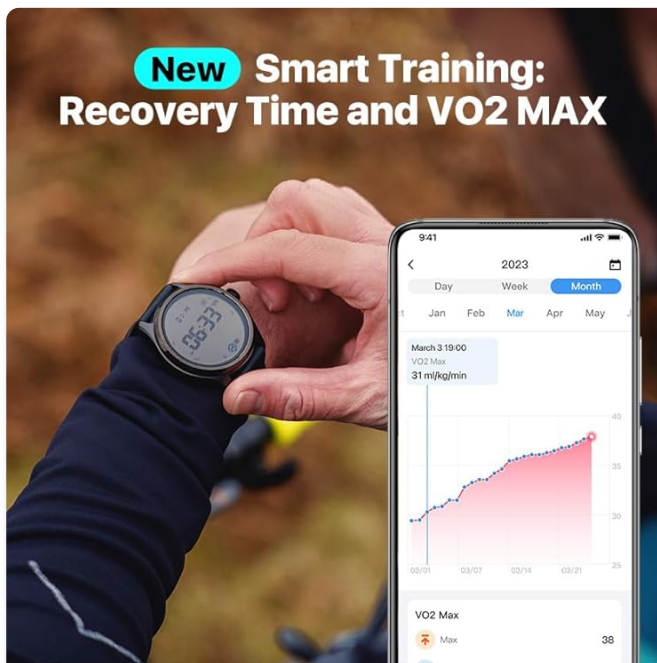 New Smart Training:
Recovery Time and VO2 MAX
06:33
9:41
2023
Day Week Month
Jan Feb Mar Apr May
March 3 19:00
VO2 Max
31 ml/kg/min
40
35
30
25
03/01 03/07 03/14 03/21
VO2 Max
Max 38